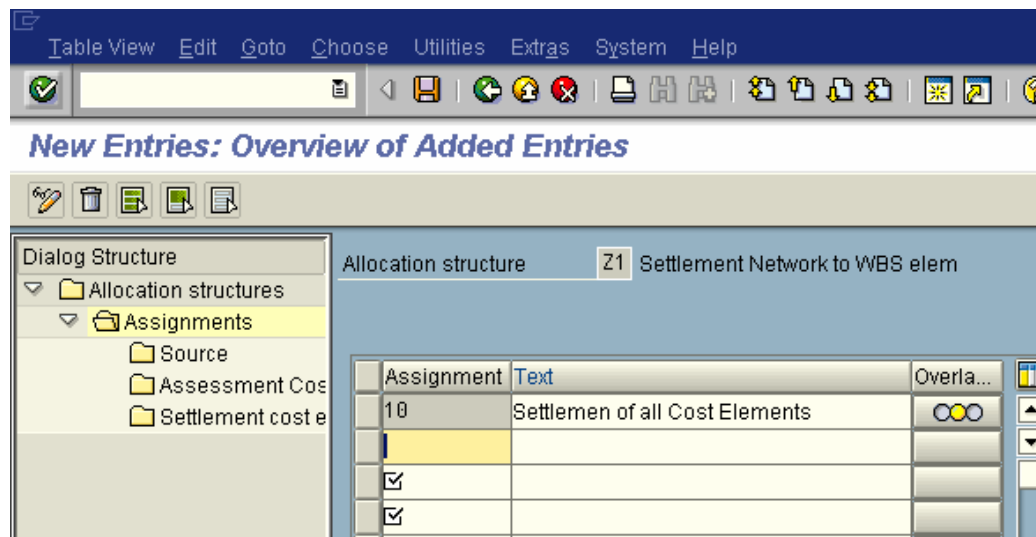 Table View Edit Goto Choose Utilities Extras System Help
New Entries: Overview of Added Entries
Dialog Structure
Allocation structures
Assignments
Source
Assessment Cos
Settlement cost e
Allocation structure Z1 Settlement Network to WBS elem
Assignment Text Overla...
10 Settlemen of all Cost Elements